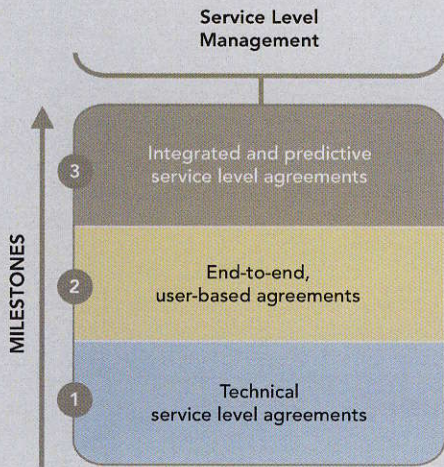 Service Level
Management
MILESTONES
3
Integrated and predictive
service level agreements
2
End-to-end,
user-based agreements
1
Technical
service level agreements